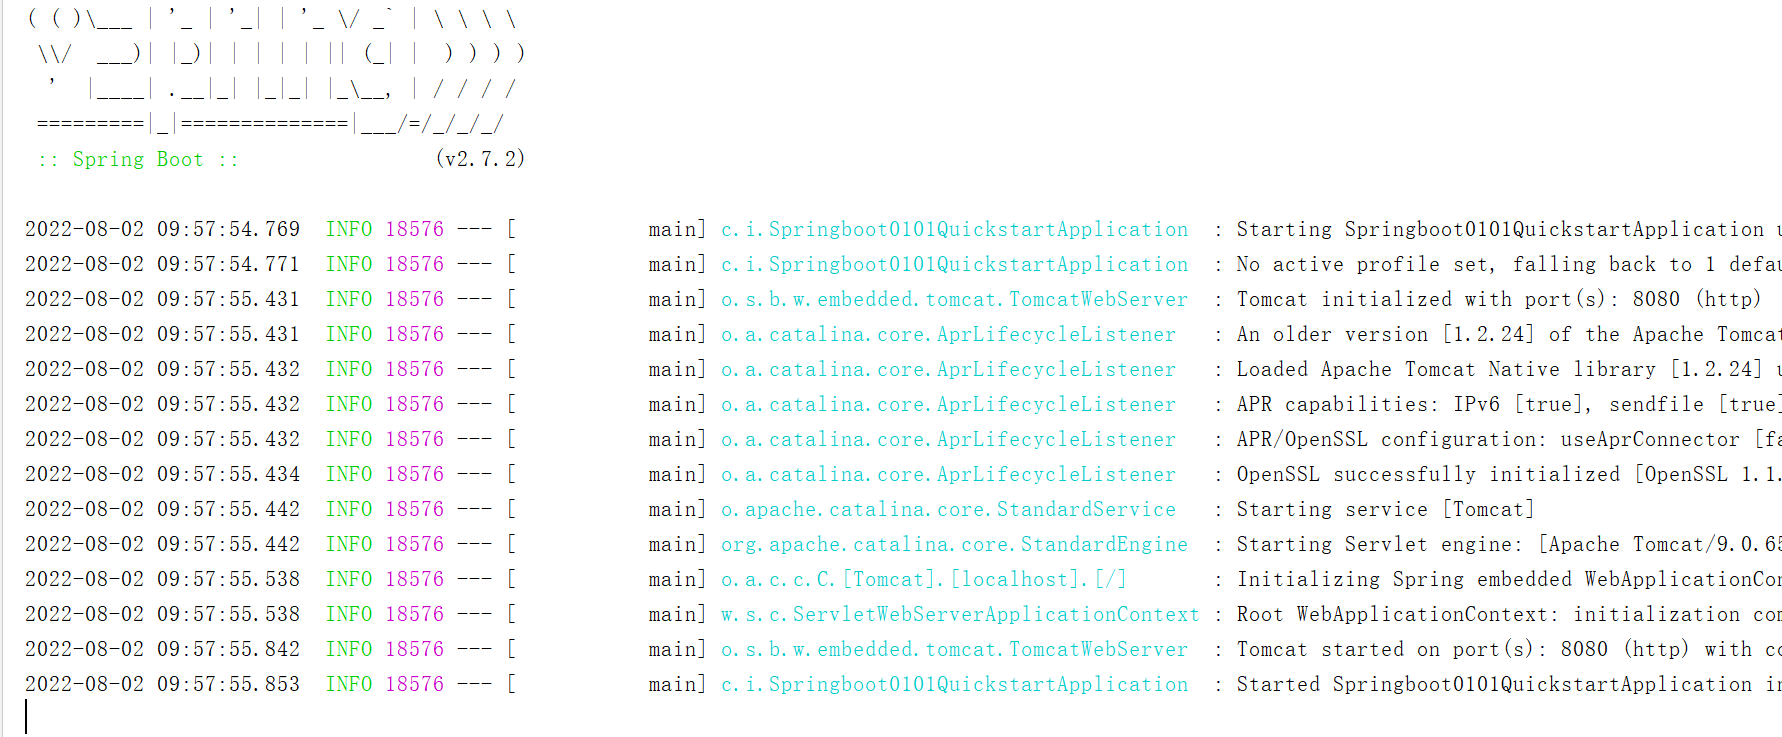 ( ( )\___ | '_ | '_| | '_ \/ _` | \ \ \ \
 \\/  ___)| |_)| | | | | || (_| |  ) ) ) )
  '  |____| .__|_| |_|_| |_\__, | / / / /
 =========|_|==============|___/=/_/_/_/
 :: Spring Boot ::                (v2.7.2)
2022-08-02 09:57:54.769  INFO 18576 --- [           main] c.i.Springboot0101QuickstartApplication  : Starting Springboot0101QuickstartApplication u
2022-08-02 09:57:54.771  INFO 18576 --- [           main] c.i.Springboot0101QuickstartApplication  : No active profile set, falling back to 1 defau
2022-08-02 09:57:55.431  INFO 18576 --- [           main] o.s.b.w.embedded.tomcat.TomcatWebServer  : Tomcat initialized with port(s): 8080 (http)
2022-08-02 09:57:55.431  INFO 18576 --- [           main] o.a.catalina.core.AprLifecycleListener   : An older version [1.2.24] of the Apache Tomcat
2022-08-02 09:57:55.432  INFO 18576 --- [           main] o.a.catalina.core.AprLifecycleListener   : Loaded Apache Tomcat Native library [1.2.24] u
2022-08-02 09:57:55.432  INFO 18576 --- [           main] o.a.catalina.core.AprLifecycleListener   : APR capabilities: IPv6 [true], sendfile [true]
2022-08-02 09:57:55.432  INFO 18576 --- [           main] o.a.catalina.core.AprLifecycleListener   : APR/OpenSSL configuration: useAprConnector [fa
2022-08-02 09:57:55.434  INFO 18576 --- [           main] o.a.catalina.core.AprLifecycleListener   : OpenSSL successfully initialized [OpenSSL 1.1.
2022-08-02 09:57:55.442  INFO 18576 --- [           main] o.apache.catalina.core.StandardService   : Starting service [Tomcat]
2022-08-02 09:57:55.442  INFO 18576 --- [           main] org.apache.catalina.core.StandardEngine  : Starting Servlet engine: [Apache Tomcat/9.0.65
2022-08-02 09:57:55.538  INFO 18576 --- [           main] o.a.c.c.C.[Tomcat].[localhost].[/]       : Initializing Spring embedded WebApplicationCon
2022-08-02 09:57:55.538  INFO 18576 --- [           main] w.s.c.ServletWebServerApplicationContext : Root WebApplicationContext: initialization com
2022-08-02 09:57:55.842  INFO 18576 --- [           main] o.s.b.w.embedded.tomcat.TomcatWebServer  : Tomcat started on port(s): 8080 (http) with co
2022-08-02 09:57:55.853  INFO 18576 --- [           main] c.i.Springboot0101QuickstartApplication  : Started Springboot0101QuickstartApplication in